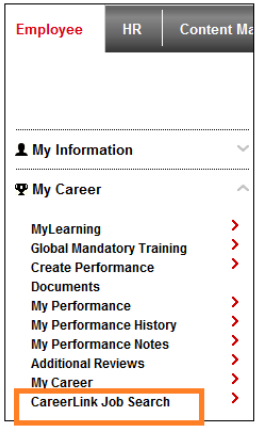 Employee HR Content Ma
My Information
My Career
MyLearning
Global Mandatory Training
Create Performance
Documents
My Performance
My Performance History
My Performance Notes
Additional Reviews
My Career
CareerLink Job Search